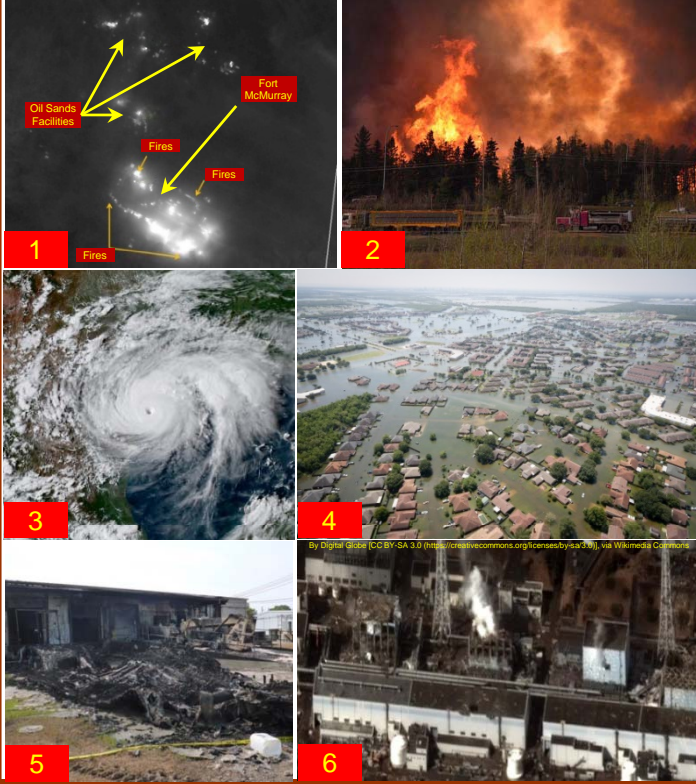 Oil Sands
Facilities
Fort
McMurray
Fires
Fires
Fires
1
2
3
4
By Digital Globe [CC BY-SA 3.0 (https://creativecommons.org/licenses/by-sa/3.0)], via Wikimedia Commons
5
6